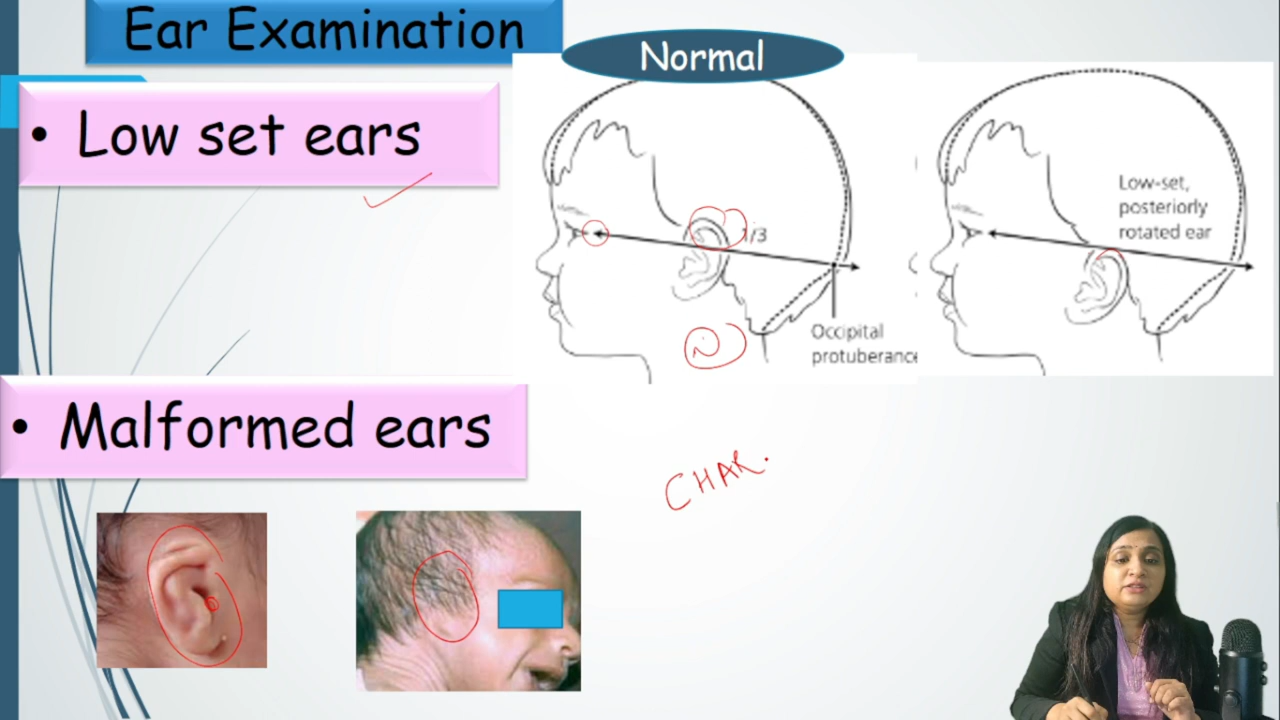 Ear Examination
Normal
• Low set ears
1/3
Occipital
protuberance
Low-set,
posteriorly
rotated ear
• Malformed ears
CHAR.